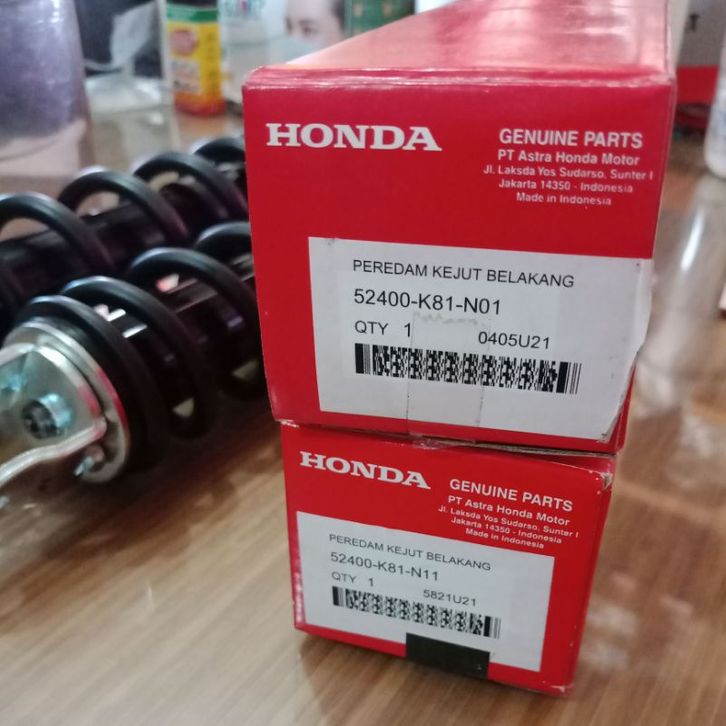 HONDA
GENUINE PARTS
PT Astra Honda Motor
Jl. Laksda Yos Sudarso, Sunter I
Jakarta 14350 - Indonesia
Made in Indonesia
PEREDAM KEJUT BELAKANG
52400-K81-N01
QTY 1 0405U21
HONDA
GENUINE PARTS
PT Astra Honda Motor
Jl. Laksda Yos Sudarso, Sunter I
Jakarta 14350 - Indonesia
Made in Indonesia
PEREDAM KEJUT BELAKANG
52400-K81-N11
QTY 1 5821U21